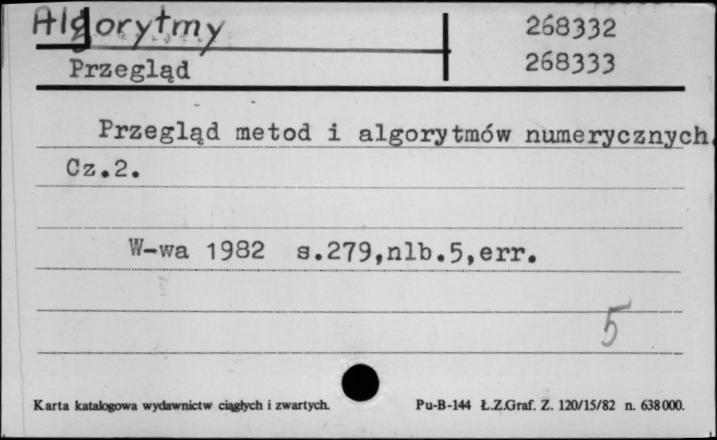 Algorytmy 268332
Przegląd 268333
Przegląd metod i algorytmów numerycznych.
Cz.2.
W-wa 1982 s.279,nlb.5,err.
5
Karta katalogowa wydawnictw ciągłych i zwartych. Pu-B-144 Ł.Z.Graf. Z. 120/15/82 n. 638000.